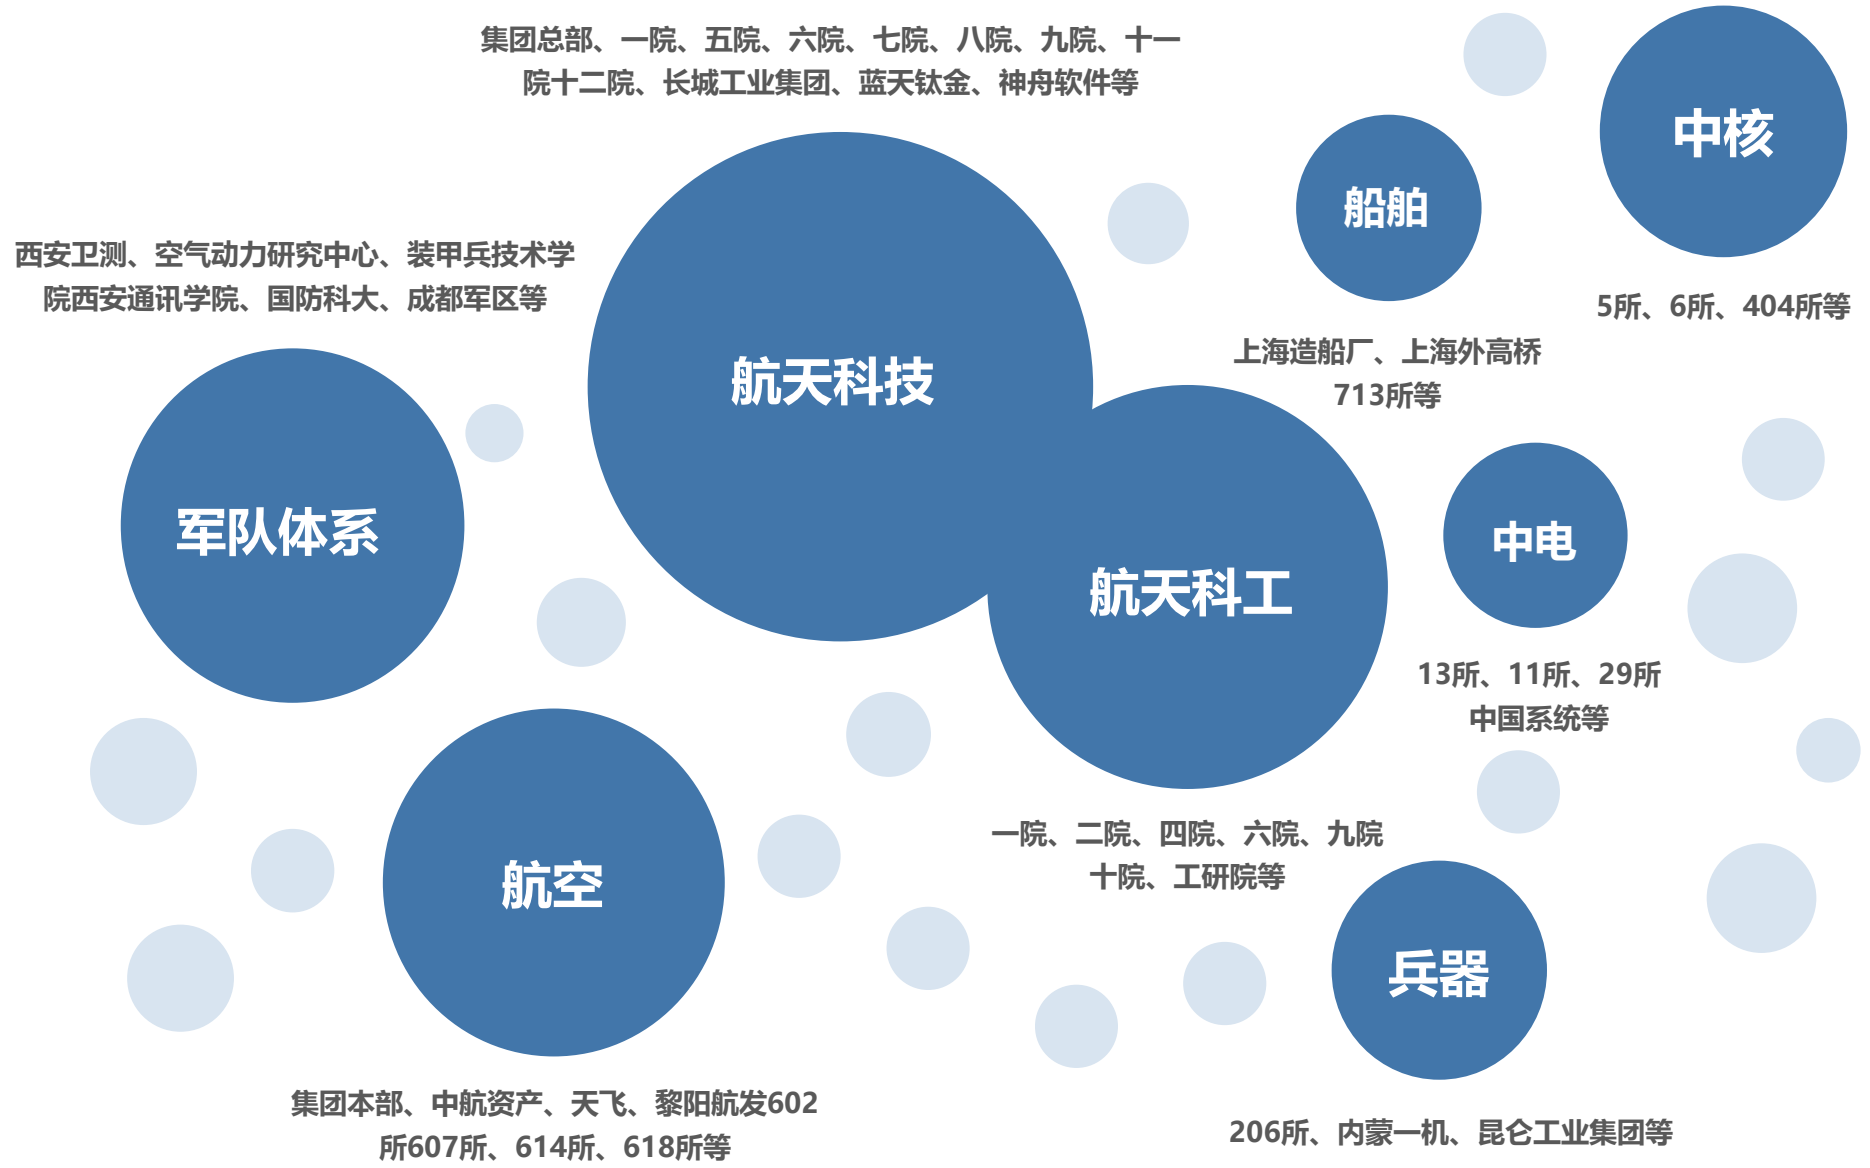 集团总部、一院、五院、六院、七院、八院、九院、十一
院十二院、长城工业集团、蓝天钛金、神舟软件等
航天科技
中核
5所、6所、404所等
船舶
上海造船厂、上海外高桥
713所等
西安卫测、空气动力研究中心、装甲兵技术学
院西安通讯学院、国防科大、成都军区等
军队体系
航天科工
一院、二院、四院、六院、九院
十院、工研院等
中电
13所、11所、29所
中国系统等
航空
集团本部、中航资产、天飞、黎阳航发602
所607所、614所、618所等
兵器
206所、内蒙一机、昆仑工业集团等